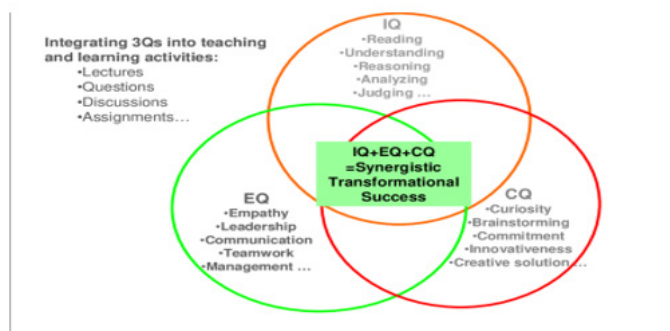 Integrating 3Qs into teaching
and learning activities:
•Lectures
•Questions
•Discussions
•Assignments…
IQ
•Reading
•Understanding
•Reasoning
•Analyzing
•Judging …
IQ+EQ+CQ
=Synergistic
Transformational
Success
EQ
•Empathy
•Leadership
•Communication
•Teamwork
•Management …
CQ
•Curiosity
•Brainstorming
•Commitment
•Innovativeness
•Creative solution …